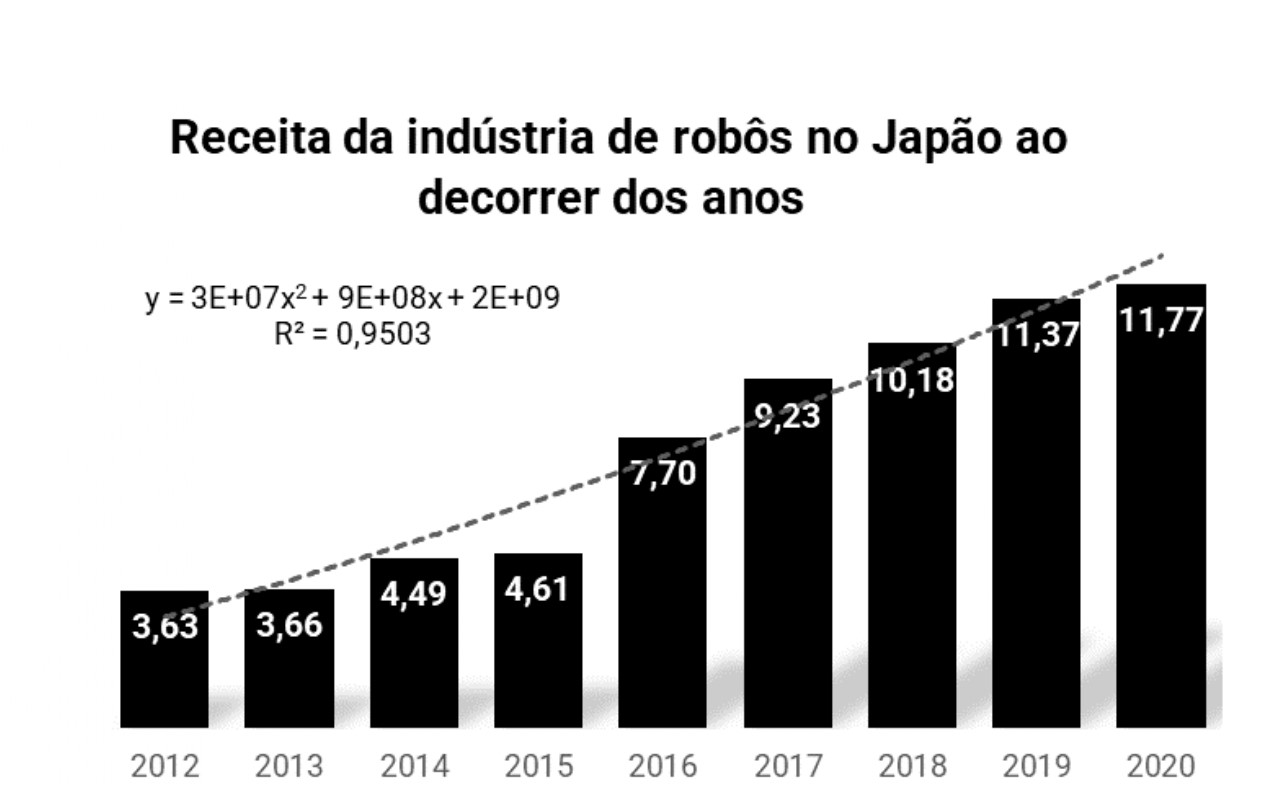 Receita da indústria de robôs no Japão ao
decorrer dos anos
y = 3E+07x² + 9E+08x + 2E+09
R² = 0,9503
3,63
3,66
4,49
4,61
7,70
9,23
10,18
11,37
11,77
2012 2013 2014 2015 2016 2017 2018 2019 2020